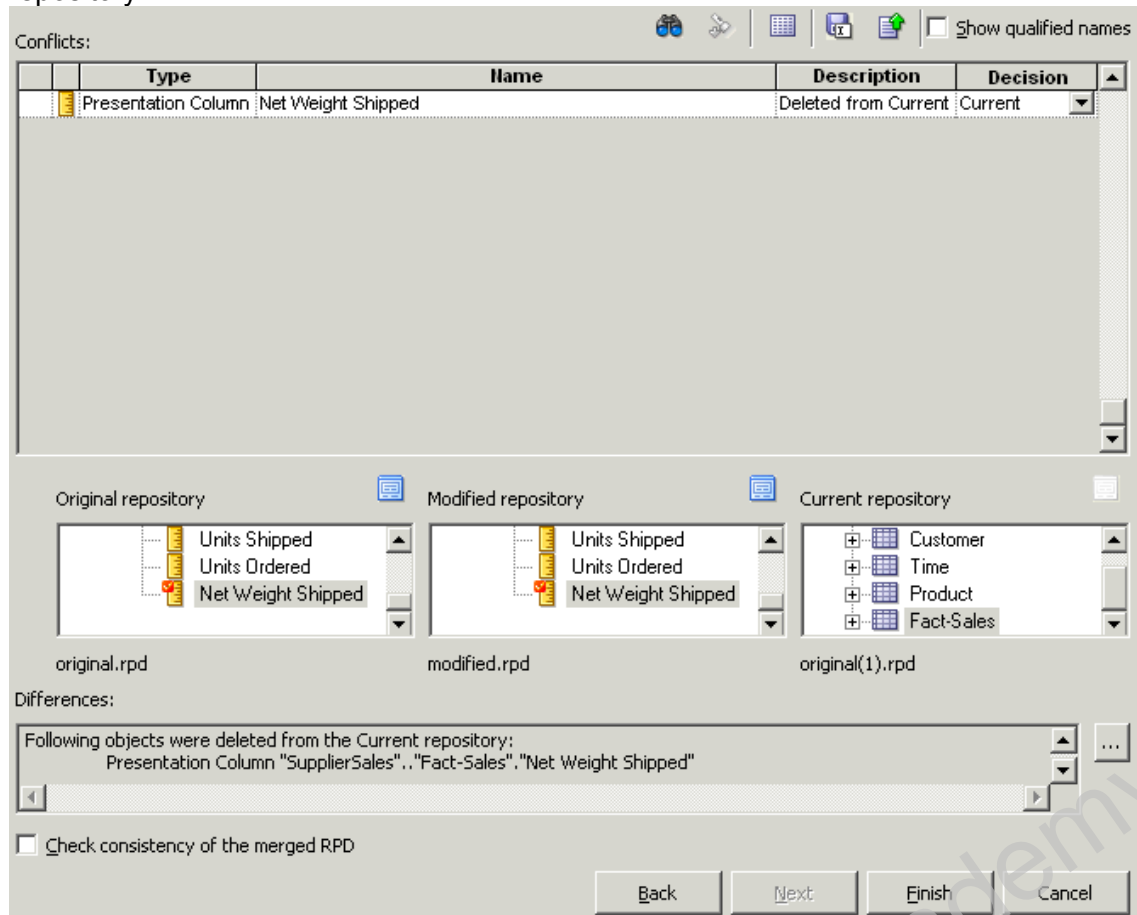 epository
Show qualified names
Conflicts:
Type Name Description Decision
Presentation Column Net Weight Shipped Deleted from Current Current
Original repository Modified repository Current repository
Units Shipped Units Shipped Customer
Units Ordered Units Ordered Time
Net Weight Shipped Net Weight Shipped Product
Fact-Sales
original.rpd modified.rpd original(1).rpd
Differences:
Following objects were deleted from the Current repository:
...
Presentation Column "SupplierSales".."Fact-Sales"."Net Weight Shipped"
Check consistency of the merged RPD
Back Next Finish Cancel